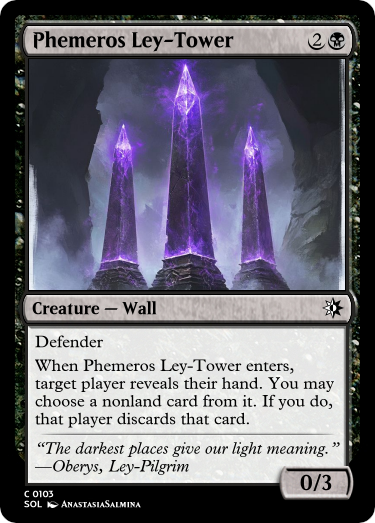 Phemeros Ley-Tower 2
Creature — Wall
Defender
When Phemeros Ley-Tower enters,
target player reveals their hand. You may
choose a nonland card from it. If you do,
that player discards that card.
“The darkest places give our light meaning.”
—Oberys, Ley-Pilgrim
0/3
C 0103
SOL AnastasiaSalmina